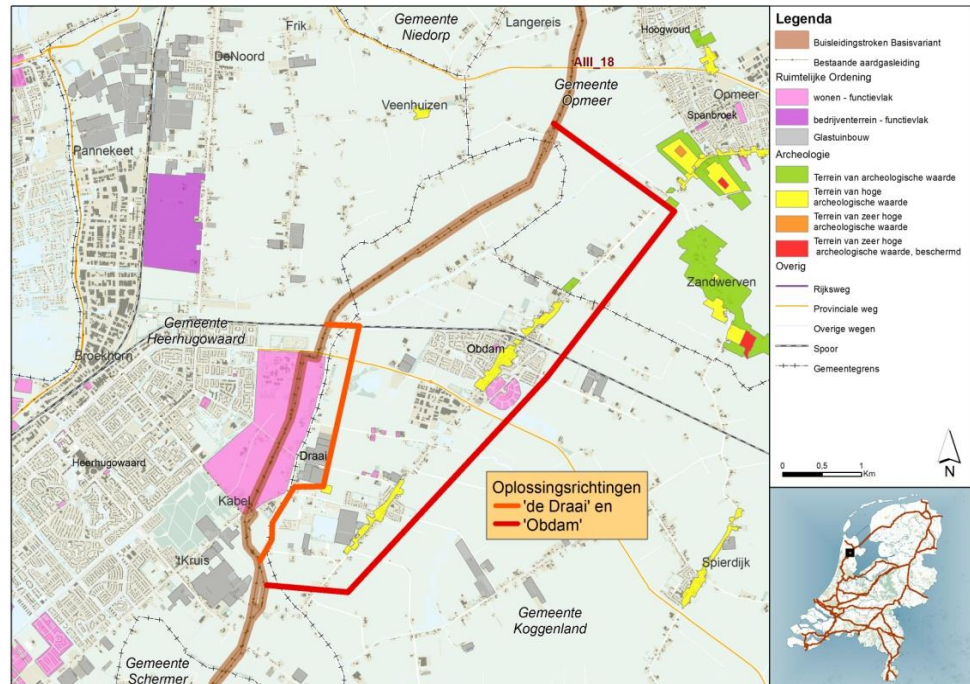 Gemeente
Niedorp
Langereis
Frik
DeNoord
Hoogwoud
AIII_18
Gemeente
Opmeer
Opmeer
Veenhuizen
Spanbroek
Pannekeet
Zandwerven
Gemeente
Heerhugowaard
Broekhorn
Obdam
Draai
Heerhugowaard
Kabel
Oplossingsrichtingen
'de Draai' en
'Obdam'
'tKruis
Spierdijk
Gemeente
Koggenland
Gemeente
Schermer
Legenda
Buisleidingstroken Basisvariant
Bestaande aardgasleiding
Ruimtelijke Ordening
wonen - functievlak
bedrijventerrein - functievlak
Glastuinbouw
Archeologie
Terrein van archeologische waarde
Terrein van hoge
archeologische waarde
Terrein van zeer hoge
archeologische waarde
Terrein van zeer hoge
archeologische waarde, beschermd
Overig
Rijksweg
Provinciale weg
Overige wegen
Spoor
Gemeentegrens
0 0,5 1
Km
N